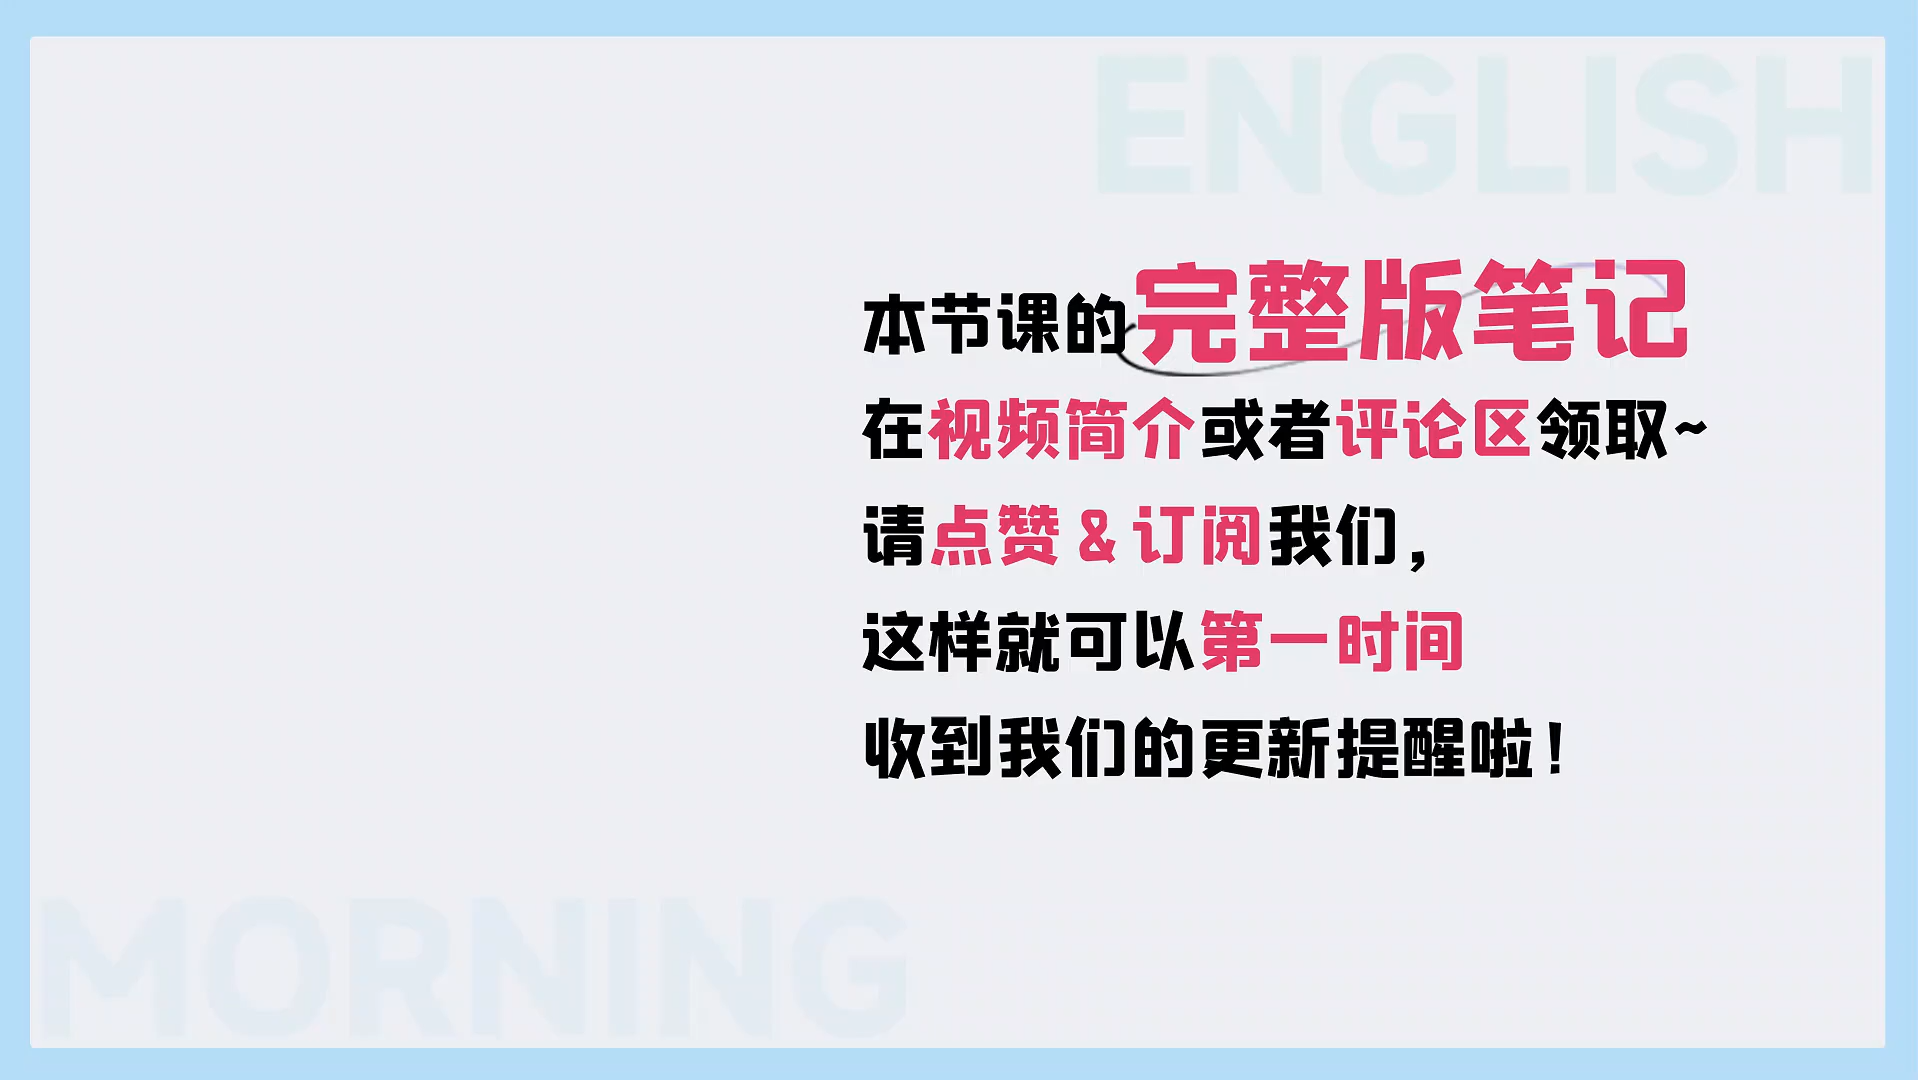 ENGLISH
本节课的完整版笔记
在视频简介或者评论区领取~
请点赞&订阅我们，
这样就可以第一时间
收到我们的更新提醒啦！
MORNING